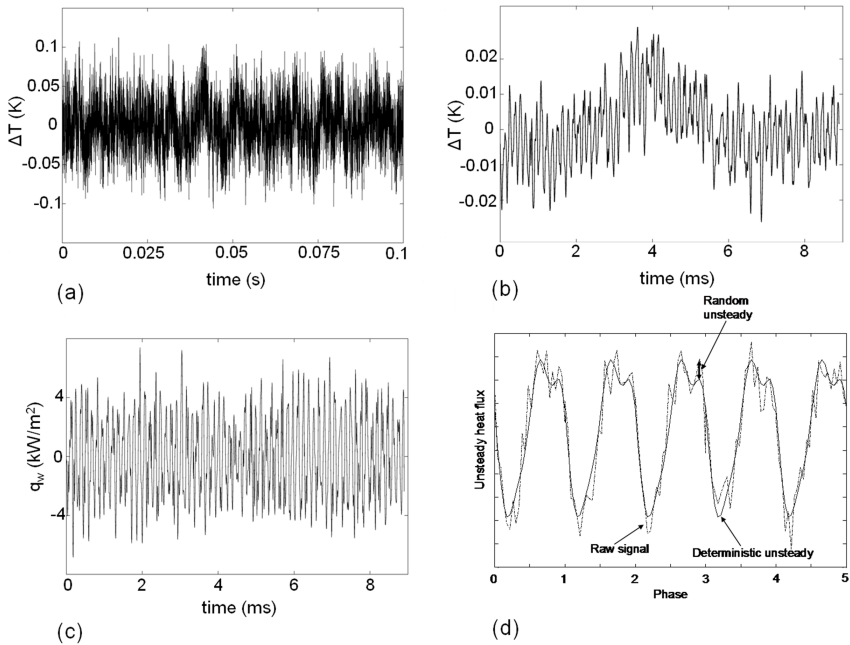 0.1
0.05
0
-0.05
-0.1
ΔT (K)
0
0.025
0.05
0.075
0.1
time (s)
(a)
0.02
0.01
0
-0.01
-0.02
ΔT (K)
0
2
4
6
8
time (ms)
(b)
4
0
-4
qw (kW/m²)
0
2
4
6
8
time (ms)
(c)
Random
unsteady
Unsteady heat flux
Raw signal
Deterministic unsteady
0
1
2
3
4
5
Phase
(d)